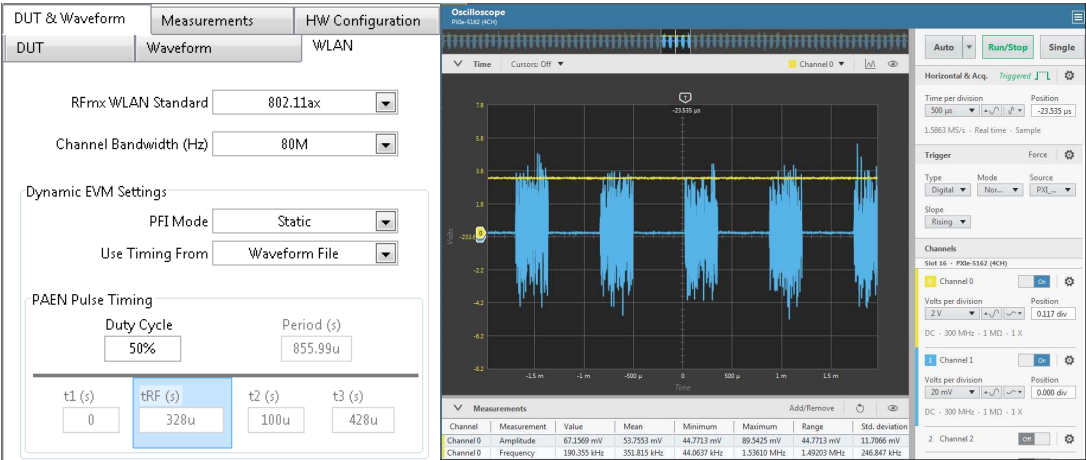 DUT & Waveform
Measurements
HW Configuration
DUT
Waveform
WLAN
RFmx WLAN Standard
802.11ax
Channel Bandwidth (Hz)
80M
Dynamic EVM Settings
PFI Mode
Static
Use Timing From
Waveform File
PAEN Pulse Timing
Duty Cycle
Period (s)
50%
855.99u
t1 (s)
tRF (s)
t2 (s)
t3 (s)
0
328u
100u
428u
Oscilloscope
PXIe-5162 (4CH)
Time
Cursors: Off
Channel 0
-23.535 µs
7.8
5.8
3.8
1.8
-2.2
-4.2
-6.2
-8.2
Volts
0
-1.5 m
-1 m
-500 µ
0
500 µ
1 m
1.5 m
Time
Measurements
Add/Remove
Channel Measurement Value Mean Minimum Maximum Range Std. deviation
Channel 0 Amplitude 67.1569 mV 53.7553 mV 44.7713 mV 89.5425 mV 44.7713 mV 11.7066 mV
Channel 0 Frequency 190.355 kHz 351.815 kHz 44.0637 kHz 1.53610 MHz 1.49203 MHz 246.847 kHz
Auto
Run/Stop
Single
Horizontal & Acq.
Triggered
Time per division
Position
500 µs
-23.535 µs
1.5863 MS/s - Real time - Sample
Trigger
Force
Type
Mode
Source
Digital
Nor...
PXI_...
Slope
Rising
Channels
Slot 16 - PXIe-5162 (4CH)
0 Channel 0
On
Volts per division
Position
2 V
0.117 div
DC - 300 MHz - 1 MΩ - 1 X
1 Channel 1
On
Volts per division
Position
20 mV
0.000 div
DC - 300 MHz - 1 MΩ - 1 X
2 Channel 2
Off